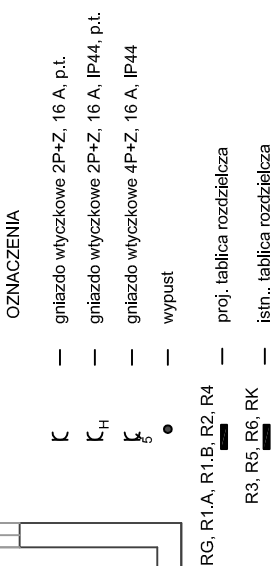 OZNACZENIA
— gniazdo wtyczkowe 2P+Z, 16 A, p.t.
H — gniazdo wtyczkowe 2P+Z, 16 A, IP44, p.t.
5 — gniazdo wtyczkowe 4P+Z, 16 A, IP44
— wypust
RG, R1.A, R1.B, R2, R4 — proj. tablica rozdzielcza
R3, R5, R6, RK — istn.. tablica rozdzielcza